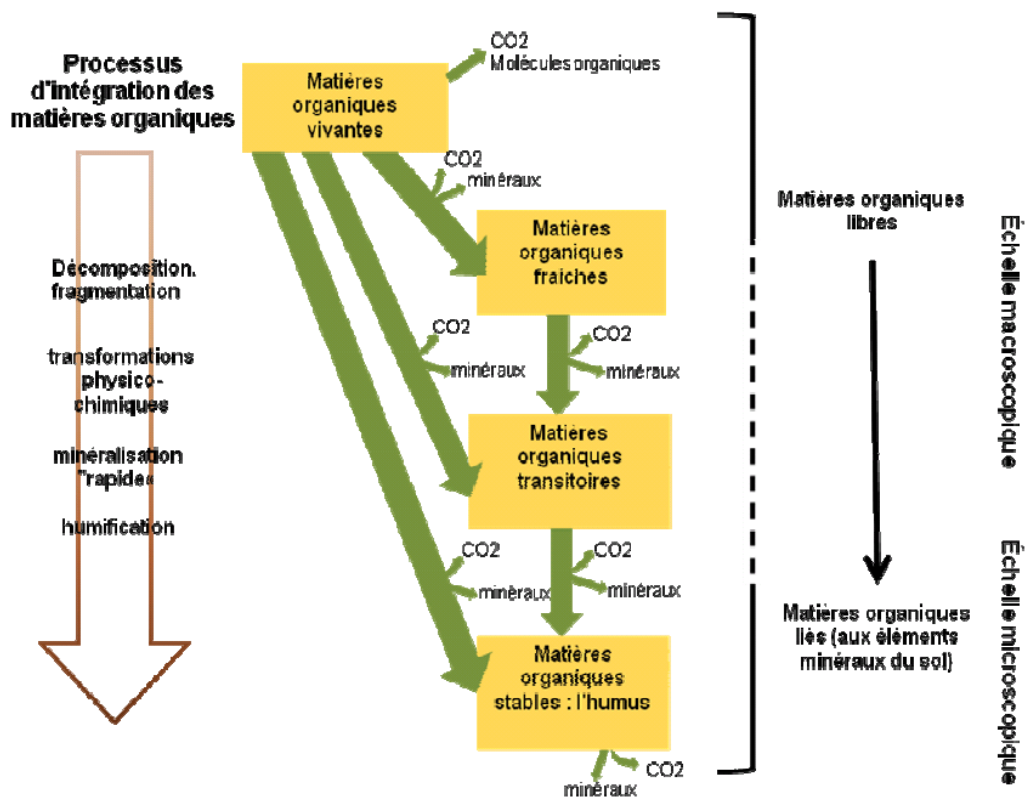 Processus
d'intégration des
matières organiques
Décomposition.
fragmentation
transformations
physico-
chimiques
minéralisation
"rapide«
humification
Matières
organiques
vivantes
CO2
Molécules organiques
CO2
minéraux
Matières
organiques
fraiches
CO2
minéraux
CO2
minéraux
Matières
organiques
transitoires
CO2
minéraux
CO2
minéraux
Matières
organiques
stables : l'humus
CO2
minéraux
Matières organiques
libres
Matières organiques
liés (aux éléments
minéraux du sol)
Échelle macroscopique
Échelle microscopique